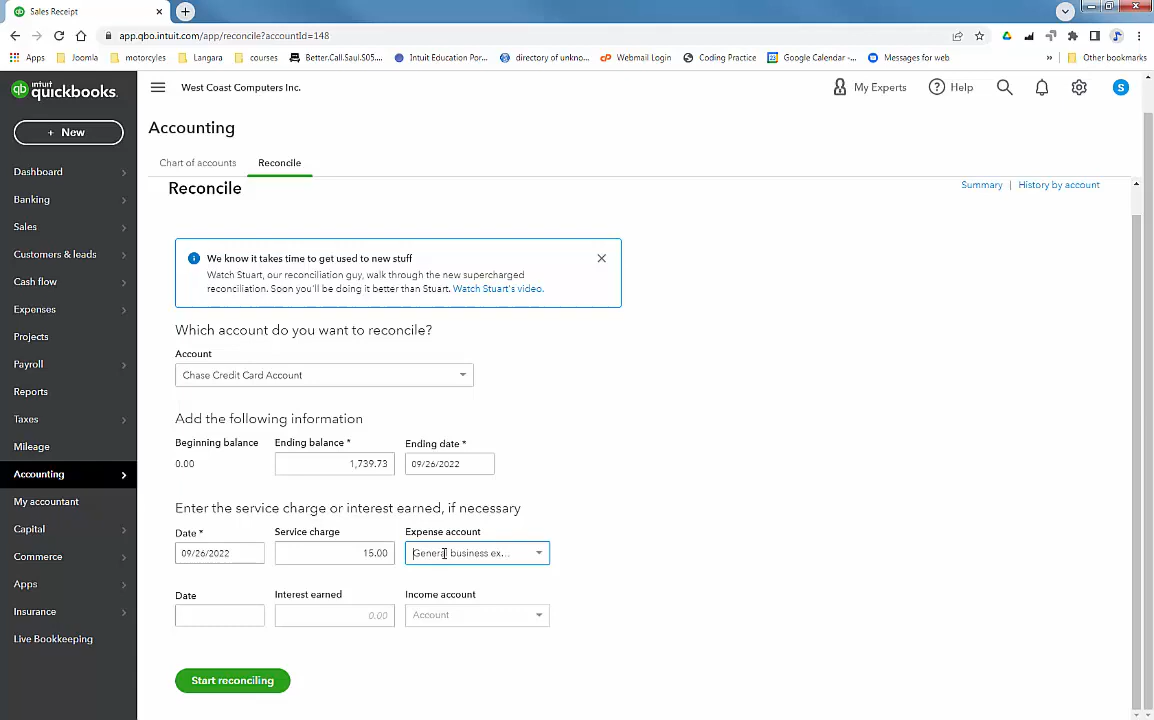 Sales Receipt
app.qbo.intuit.com/app/reconcile?accountId=148
Apps Joomla motorcyles Langara courses Better.Call.Saul.S05.... Intuit Education Por... directory of unkno... Webmail Login Coding Practice Google Calendar -... Messages for web » Other bookmarks
intuit quickbooks. West Coast Computers Inc. My Experts Help S
+ New
Dashboard
Banking
Sales
Customers & leads
Cash flow
Expenses
Projects
Payroll
Reports
Taxes
Mileage
Accounting
My accountant
Capital
Commerce
Apps
Insurance
Live Bookkeeping
Accounting
Chart of accounts Reconcile
Reconcile Summary | History by account
We know it takes time to get used to new stuff
Watch Stuart, our reconciliation guy, walk through the new supercharged
reconciliation. Soon you'll be doing it better than Stuart. Watch Stuart's video.
Which account do you want to reconcile?
Account
Chase Credit Card Account
Add the following information
Beginning balance Ending balance * Ending date *
0.00 1,739.73 09/26/2022
Enter the service charge or interest earned, if necessary
Date * Service charge Expense account
09/26/2022 15.00 General business ex...
Date Interest earned Income account
0.00 Account
Start reconciling